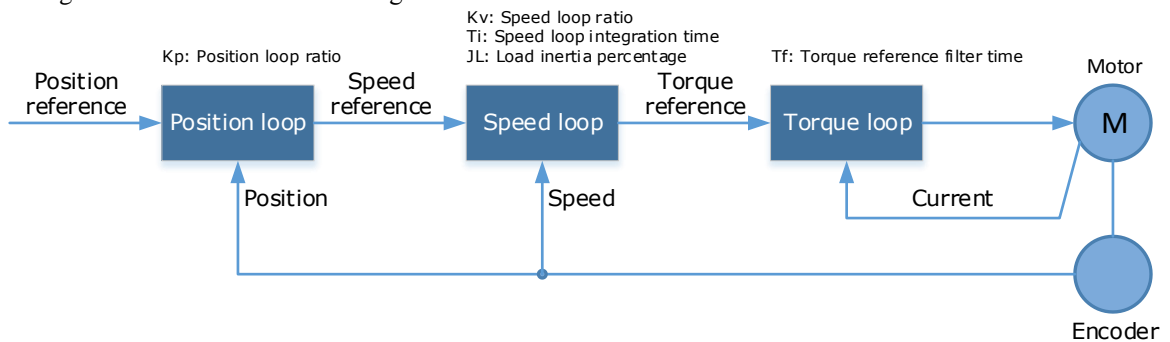 Kv: Speed loop ratio
Ti: Speed loop integration time
Kp: Position loop ratio
JL: Load inertia percentage
Tf: Torque reference filter time
Position
reference
Speed
reference
Torque
reference
Motor
Position loop
Speed loop
Torque loop
M
Position
Speed
Current
Encoder